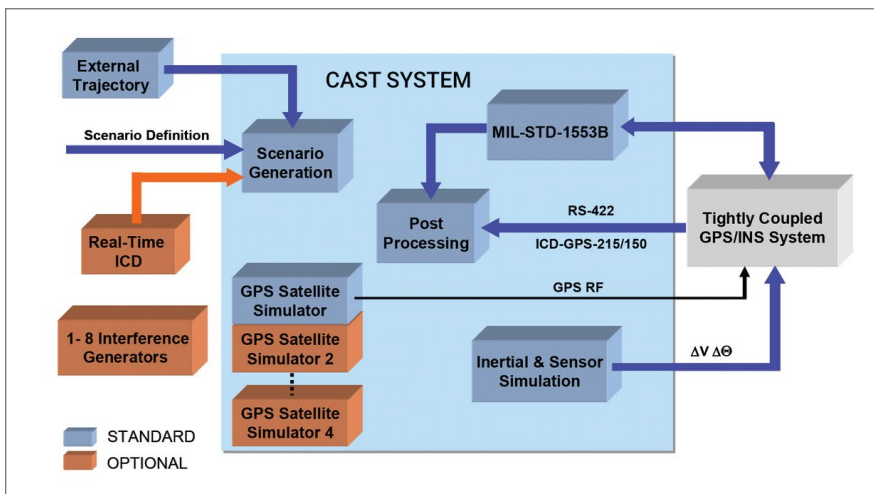 CAST SYSTEM
External
Trajectory
Scenario Definition
Scenario
Generation
MIL-STD-1553B
Real-Time
ICD
Post
Processing
RS-422
ICD-GPS-215/150
Tightly Coupled
GPS/INS System
GPS Satellite
Simulator
GPS RF
1- 8 Interference
Generators
GPS Satellite
Simulator 2
Inertial & Sensor
Simulation
ΔV ΔΘ
GPS Satellite
Simulator 4
STANDARD
OPTIONAL